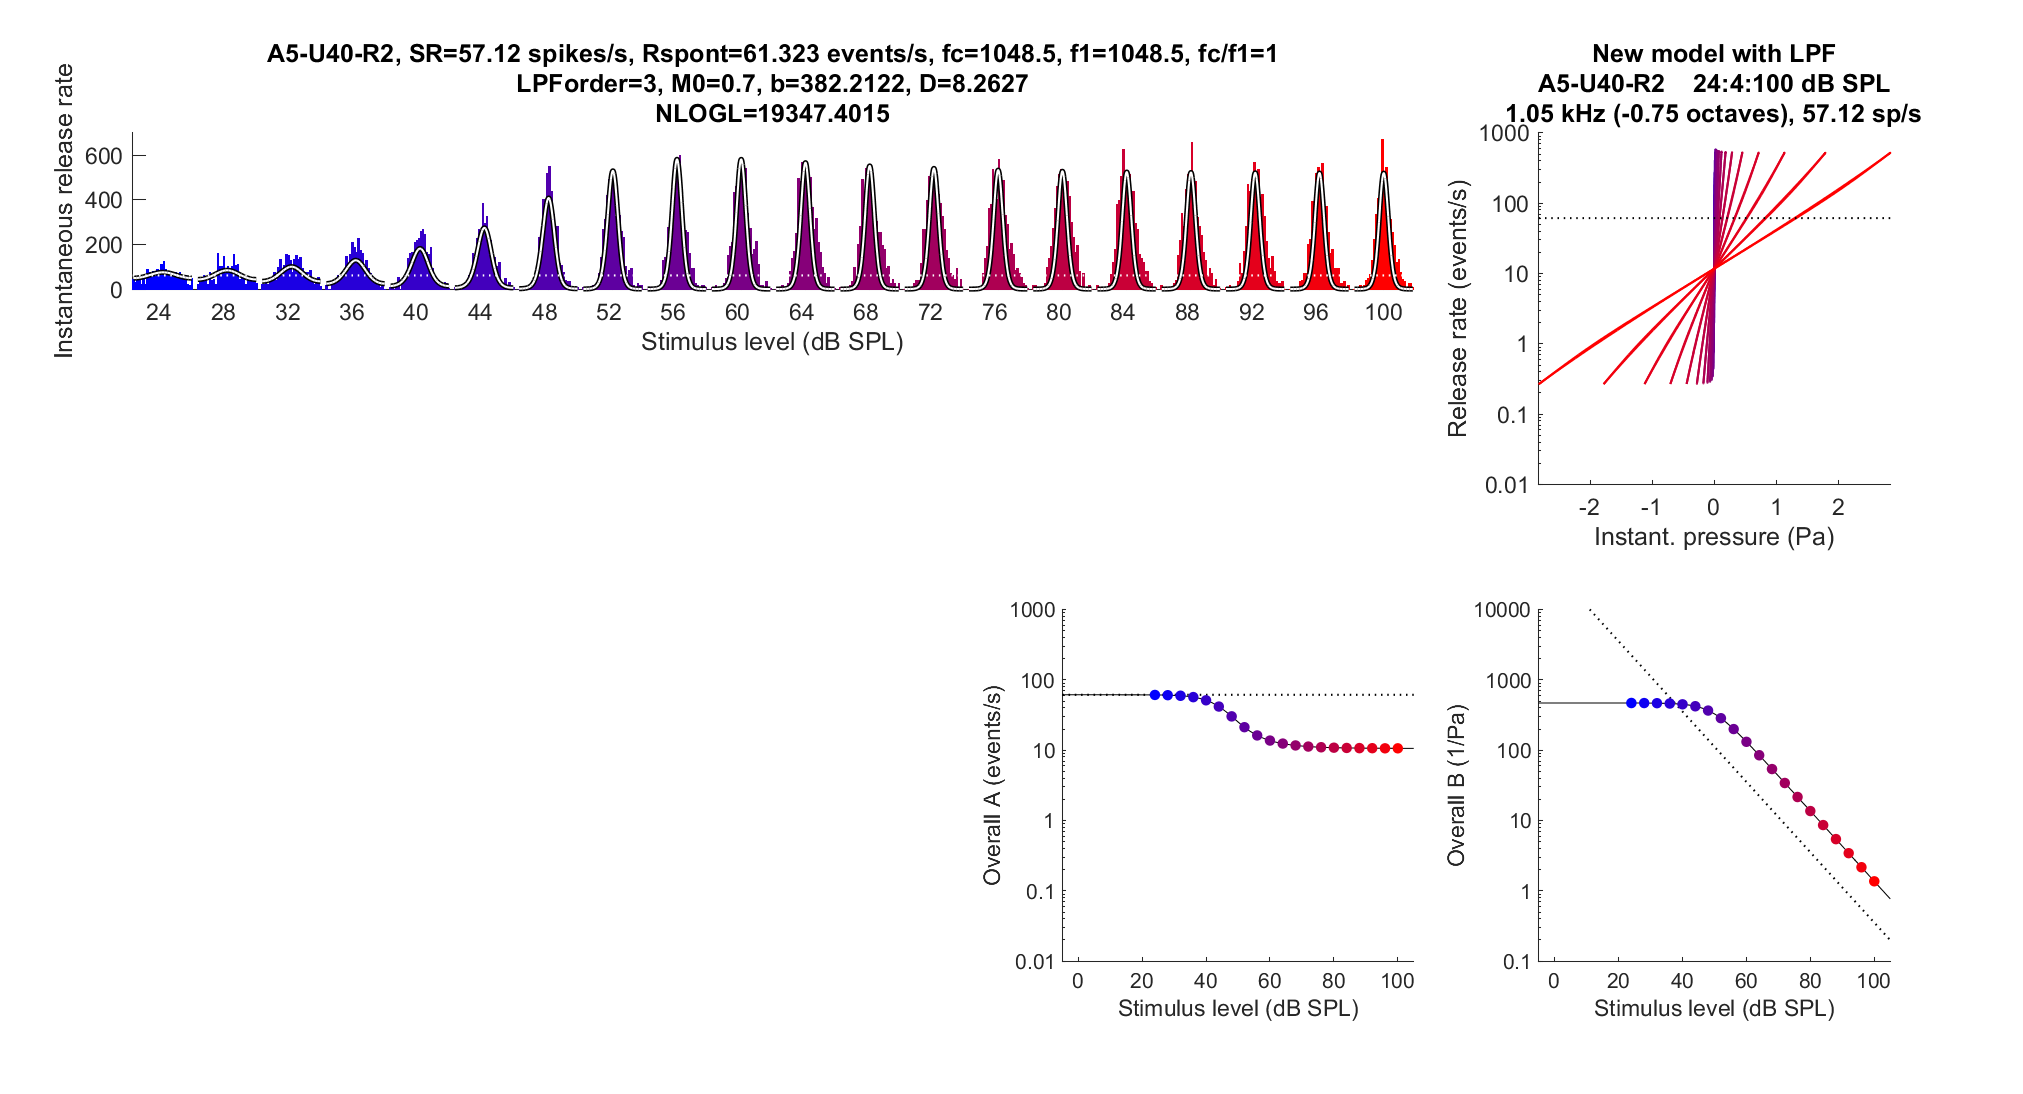 A5-U40-R2, SR=57.12 spikes/s, Rspont=61.323 events/s, fc=1048.5, f1=1048.5, fc/f1=1
LPForder=3, M0=0.7, b=382.2122, D=8.2627
NLOGL=19347.4015
Instantaneous release rate
600
400
200
0
24 28 32 36 40 44 48 52 56 60 64 68 72 76 80 84 88 92 96 100
Stimulus level (dB SPL)
New model with LPF
A5-U40-R2 24:4:100 dB SPL
1.05 kHz (-0.75 octaves), 57.12 sp/s
Release rate (events/s)
1000
100
10
1
0.1
0.01
-2 -1 0 1 2
Instant. pressure (Pa)
Overall A (events/s)
1000
100
10
1
0.1
0.01
0 20 40 60 80 100
Stimulus level (dB SPL)
Overall B (1/Pa)
10000
1000
100
10
1
0.1
0 20 40 60 80 100
Stimulus level (dB SPL)